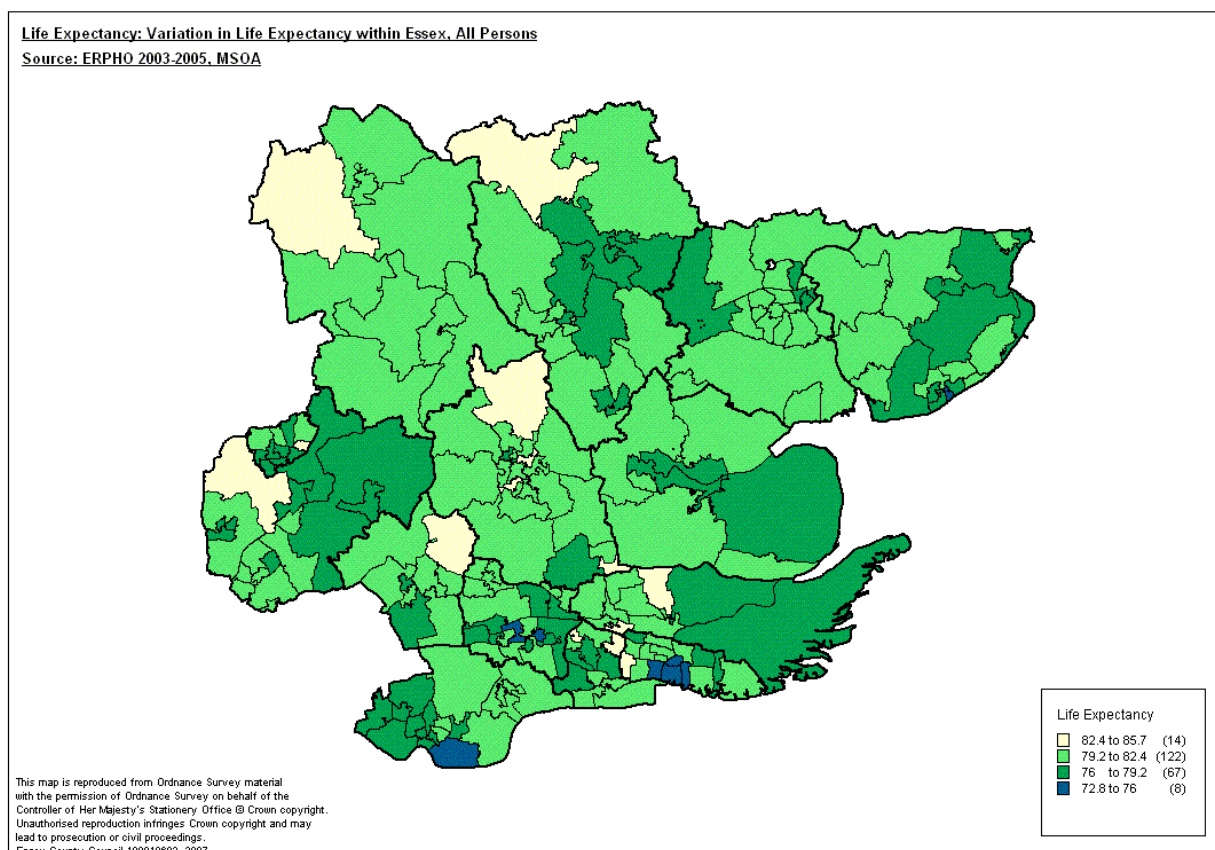 Life Expectancy: Variation in Life Expectancy within Essex, All Persons
Source: ERPHO 2003-2005, MSOA
Life Expectancy
82.4 to 85.7 (14)
79.2 to 82.4 (122)
76 to 79.2 (67)
72.8 to 76 (8)
This map is reproduced from Ordnance Survey material
with the permission of Ordnance Survey on behalf of the
Controller of Her Majesty's Stationery Office © Crown copyright.
Unauthorised reproduction infringes Crown copyright and may
lead to prosecution or civil proceedings.
Essex County Council